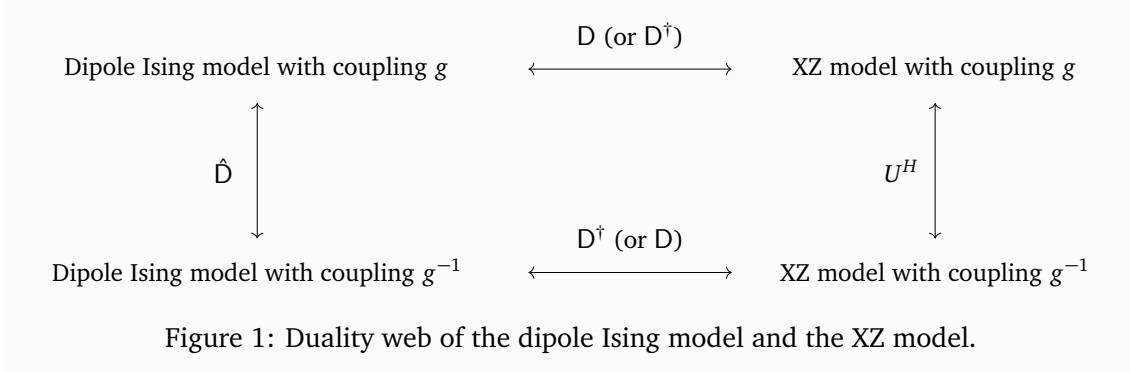 D (or D†)
Dipole Ising model with coupling g XZ model with coupling g
D̂ Uᴴ
D† (or D)
Dipole Ising model with coupling g⁻¹ XZ model with coupling g⁻¹
Figure 1: Duality web of the dipole Ising model and the XZ model.